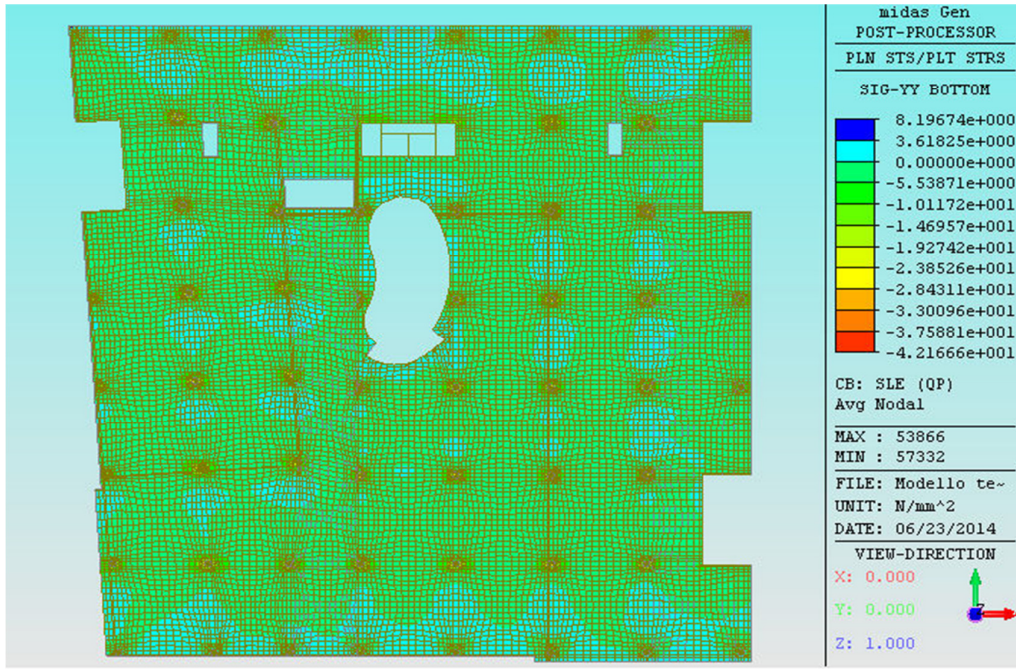 midas Gen
POST-PROCESSOR
PLN STS/PLT STRS
SIG-YY BOTTOM
8.19674e+000
3.61825e+000
0.00000e+000
-5.53871e+000
-1.01172e+001
-1.46957e+001
-1.92742e+001
-2.38526e+001
-2.84311e+001
-3.30096e+001
-3.75881e+001
-4.21666e+001
CB: SLE (QP)
Avg Nodal
MAX : 53866
MIN : 57332
FILE: Modello te~
UNIT: N/mm^2
DATE: 06/23/2014
VIEW-DIRECTION
X: 0.000
Y: 0.000
Z: 1.000